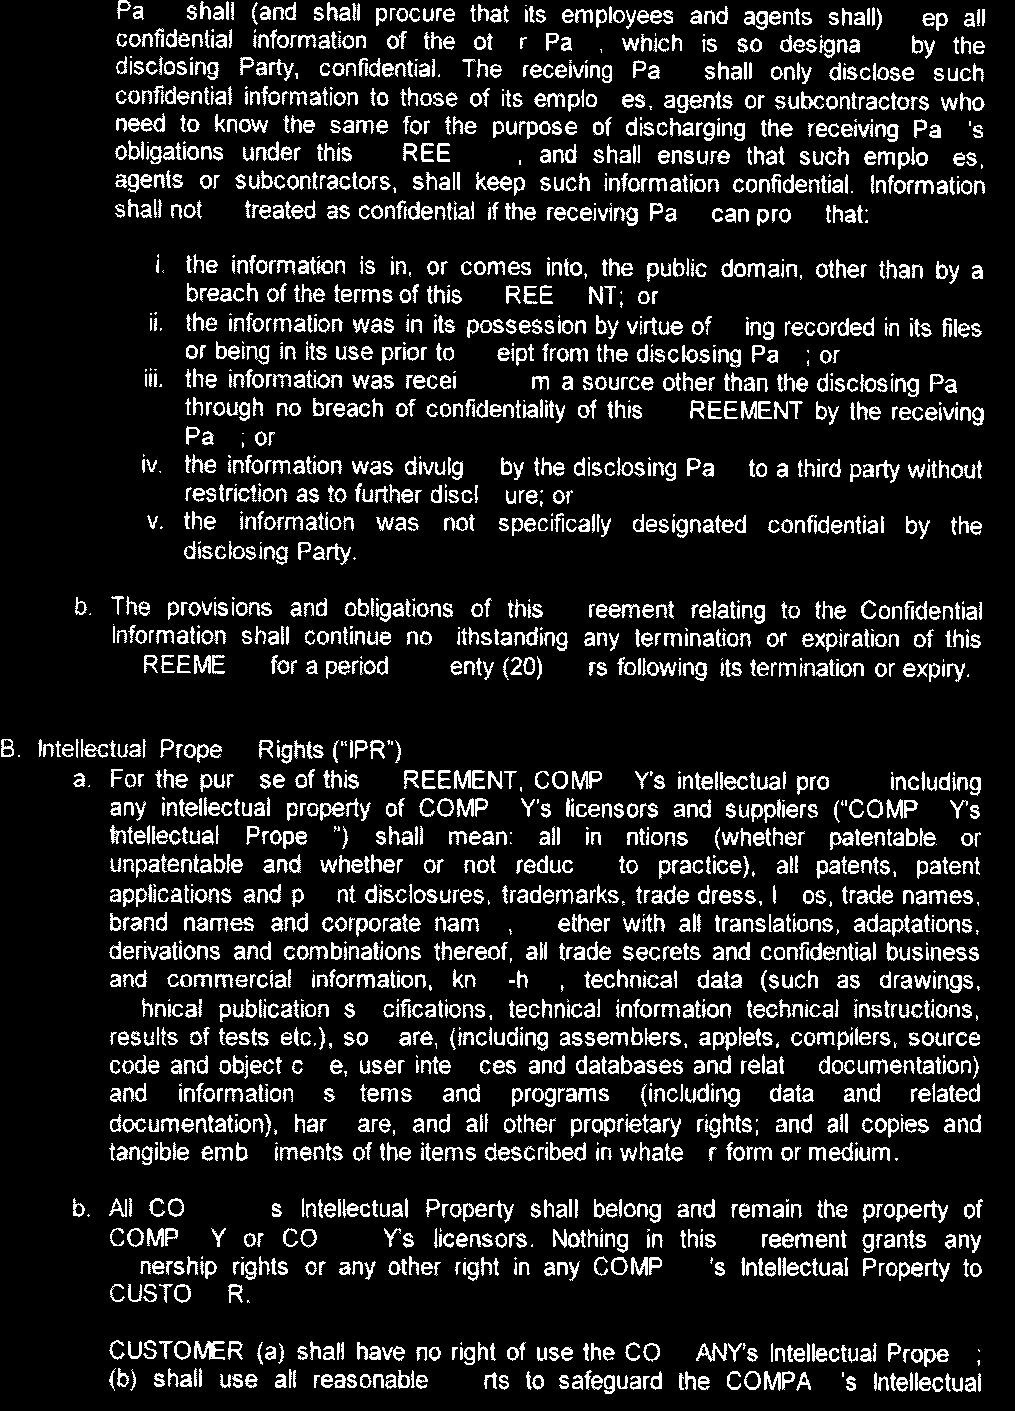 Pa shall (and shall procure that its employees and agents shall) ep all
confidential information of the ot r Pa , which is so designa by the
disclosing Party, confidential. The receiving Pa shall only disclose such
confidential information to those of its emplo es, agents or subcontractors who
need to know the same for the purpose of discharging the receiving Pa 's
obligations under this REE , and shall ensure that such emplo es,
agents or subcontractors, shall keep such information confidential. Information
shall not treated as confidential if the receiving Pa can pro that:
i. the information is in, or comes into, the public domain, other than by a
breach of the terms of this REE NT; or
ii. the information was in its possession by virtue of ing recorded in its files
or being in its use prior to eipt from the disclosing Pa ; or
iii. the information was recei m a source other than the disclosing Pa
through no breach of confidentiality of this REEMENT by the receiving
Pa ; or
iv. the information was divulg by the disclosing Pa to a third party without
restriction as to further discl ure; or
v. the information was not specifically designated confidential by the
disclosing Party.
b. The provisions and obligations of this reement relating to the Confidential
Information shall continue no ithstanding any termination or expiration of this
REEME for a period enty (20) rs following its termination or expiry.
B. Intellectual Prope Rights ("IPR")
a. For the pur se of this REEMENT, COMP Y's intellectual pro including
any intellectual property of COMP Y's licensors and suppliers ("COMP Y's
Intellectual Prope ") shall mean: all in ntions (whether patentable or
unpatentable and whether or not reduc to practice), all patents, patent
applications and p nt disclosures, trademarks, trade dress, l os, trade names,
brand names and corporate nam , ether with all translations, adaptations,
derivations and combinations thereof, all trade secrets and confidential business
and commercial information, kn -h , technical data (such as drawings,
hnical publication s cifications, technical information technical instructions,
results of tests etc.), so are, (including assemblers, applets, compilers, source
code and object c e, user inte ces and databases and relat documentation)
and information s tems and programs (including data and related
documentation), har are, and all other proprietary rights; and all copies and
tangible emb iments of the items described in whate r form or medium.
b. All CO s Intellectual Property shall belong and remain the property of
COMP Y or CO Y's licensors. Nothing in this reement grants any
nership rights or any other right in any COMP 's Intellectual Property to
CUSTO R.
CUSTOMER (a) shall have no right of use the CO ANY's Intellectual Prope ;
(b) shall use all reasonable rts to safeguard the COMPA 's Intellectual